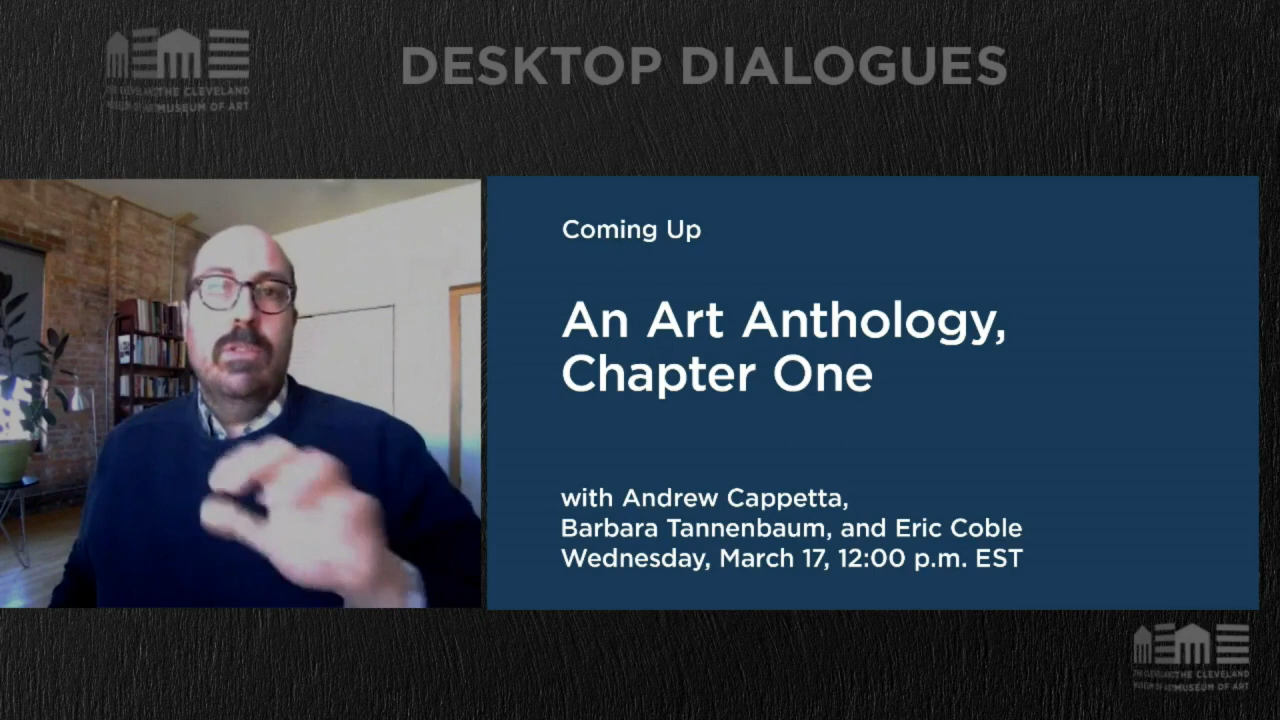 DESKTOP DIALOGUES
THE CLEVELAND
MUSEUM OF ART
Coming Up
An Art Anthology,
Chapter One
with Andrew Cappetta,
Barbara Tannenbaum, and Eric Coble
Wednesday, March 17, 12:00 p.m. EST
THE CLEVELAND
MUSEUM OF ART